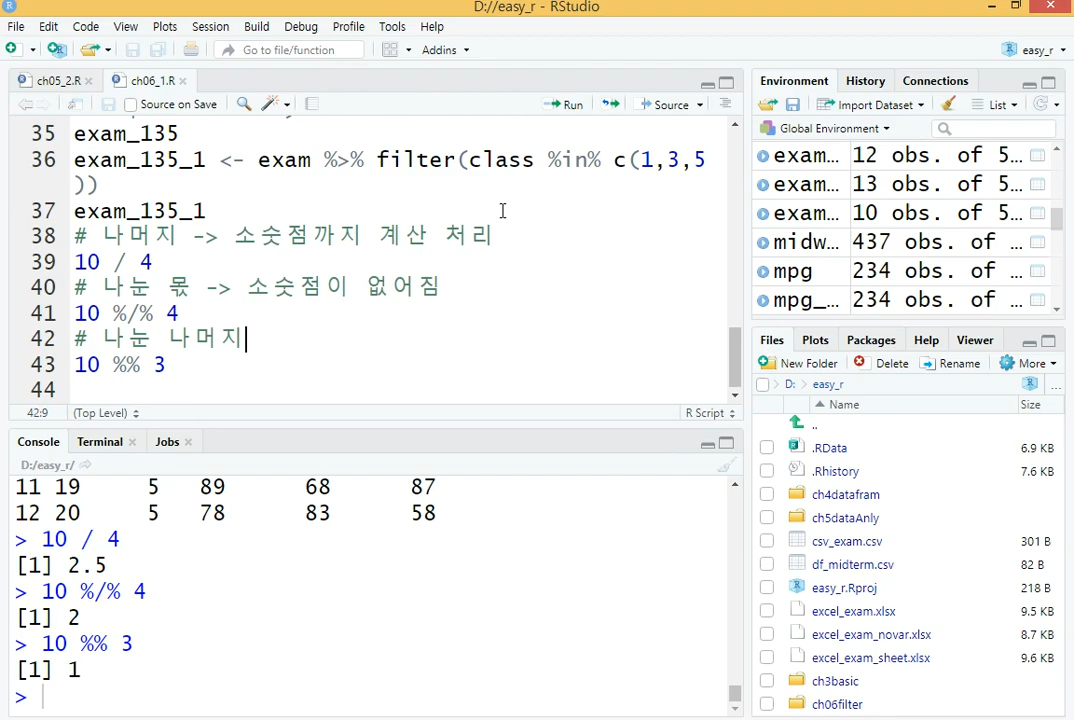 D://easy_r - RStudio
File Edit Code View Plots Session Build Debug Profile Tools Help
Go to file/function Addins easy_r
ch05_2.R ch06_1.R
Source on Save Run Source
35 exam_135
36 exam_135_1 <- exam %>% filter(class %in% c(1,3,5
))
37 exam_135_1
38 # 나머지 -> 소숫점까지 계산 처리
39 10 / 4
40 # 나눈 몫 -> 소숫점이 없어짐
41 10 %/% 4
42 # 나눈 나머지
43 10 %% 3
44
42:9 (Top Level) R Script
Console Terminal Jobs
D:/easy_r/
11 19 5 89 68 87
12 20 5 78 83 58
> 10 / 4
[1] 2.5
> 10 %/% 4
[1] 2
> 10 %% 3
[1] 1
>
Environment History Connections
Import Dataset List
Global Environment
exam... 12 obs. of 5...
exam... 13 obs. of 5...
exam... 10 obs. of 5...
midw... 437 obs. of ...
mpg 234 obs. of ...
mpg_... 234 obs. of ...
Files Plots Packages Help Viewer
New Folder Delete Rename More
D: easy_r ...
Name Size
..
.RData 6.9 KB
.Rhistory 7.6 KB
ch4datafram
ch5dataAnly
csv_exam.csv 301 B
df_midterm.csv 82 B
easy_r.Rproj 218 B
excel_exam.xlsx 9.5 KB
excel_exam_novar.xlsx 8.7 KB
excel_exam_sheet.xlsx 9.6 KB
ch3basic
ch06filter